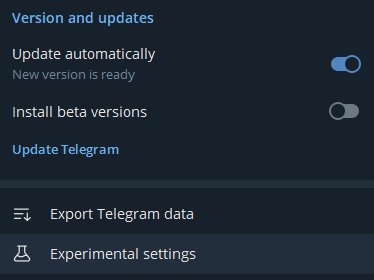 Version and updates
Update automatically
New version is ready
Install beta versions
Update Telegram
Export Telegram data
Experimental settings